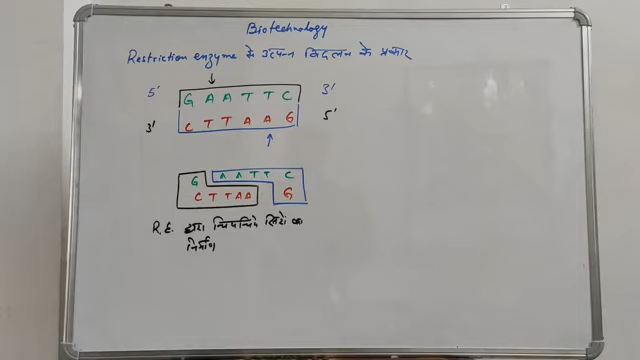 Biotechnology
Restriction enzyme से उत्पन्न विदलन के प्रकार
5' G A A T T C 3'
3' C T T A A G 5'
G A A T T C
C T T A A G
R.E. द्वारा चिपचिपे सिरों का
निर्माण